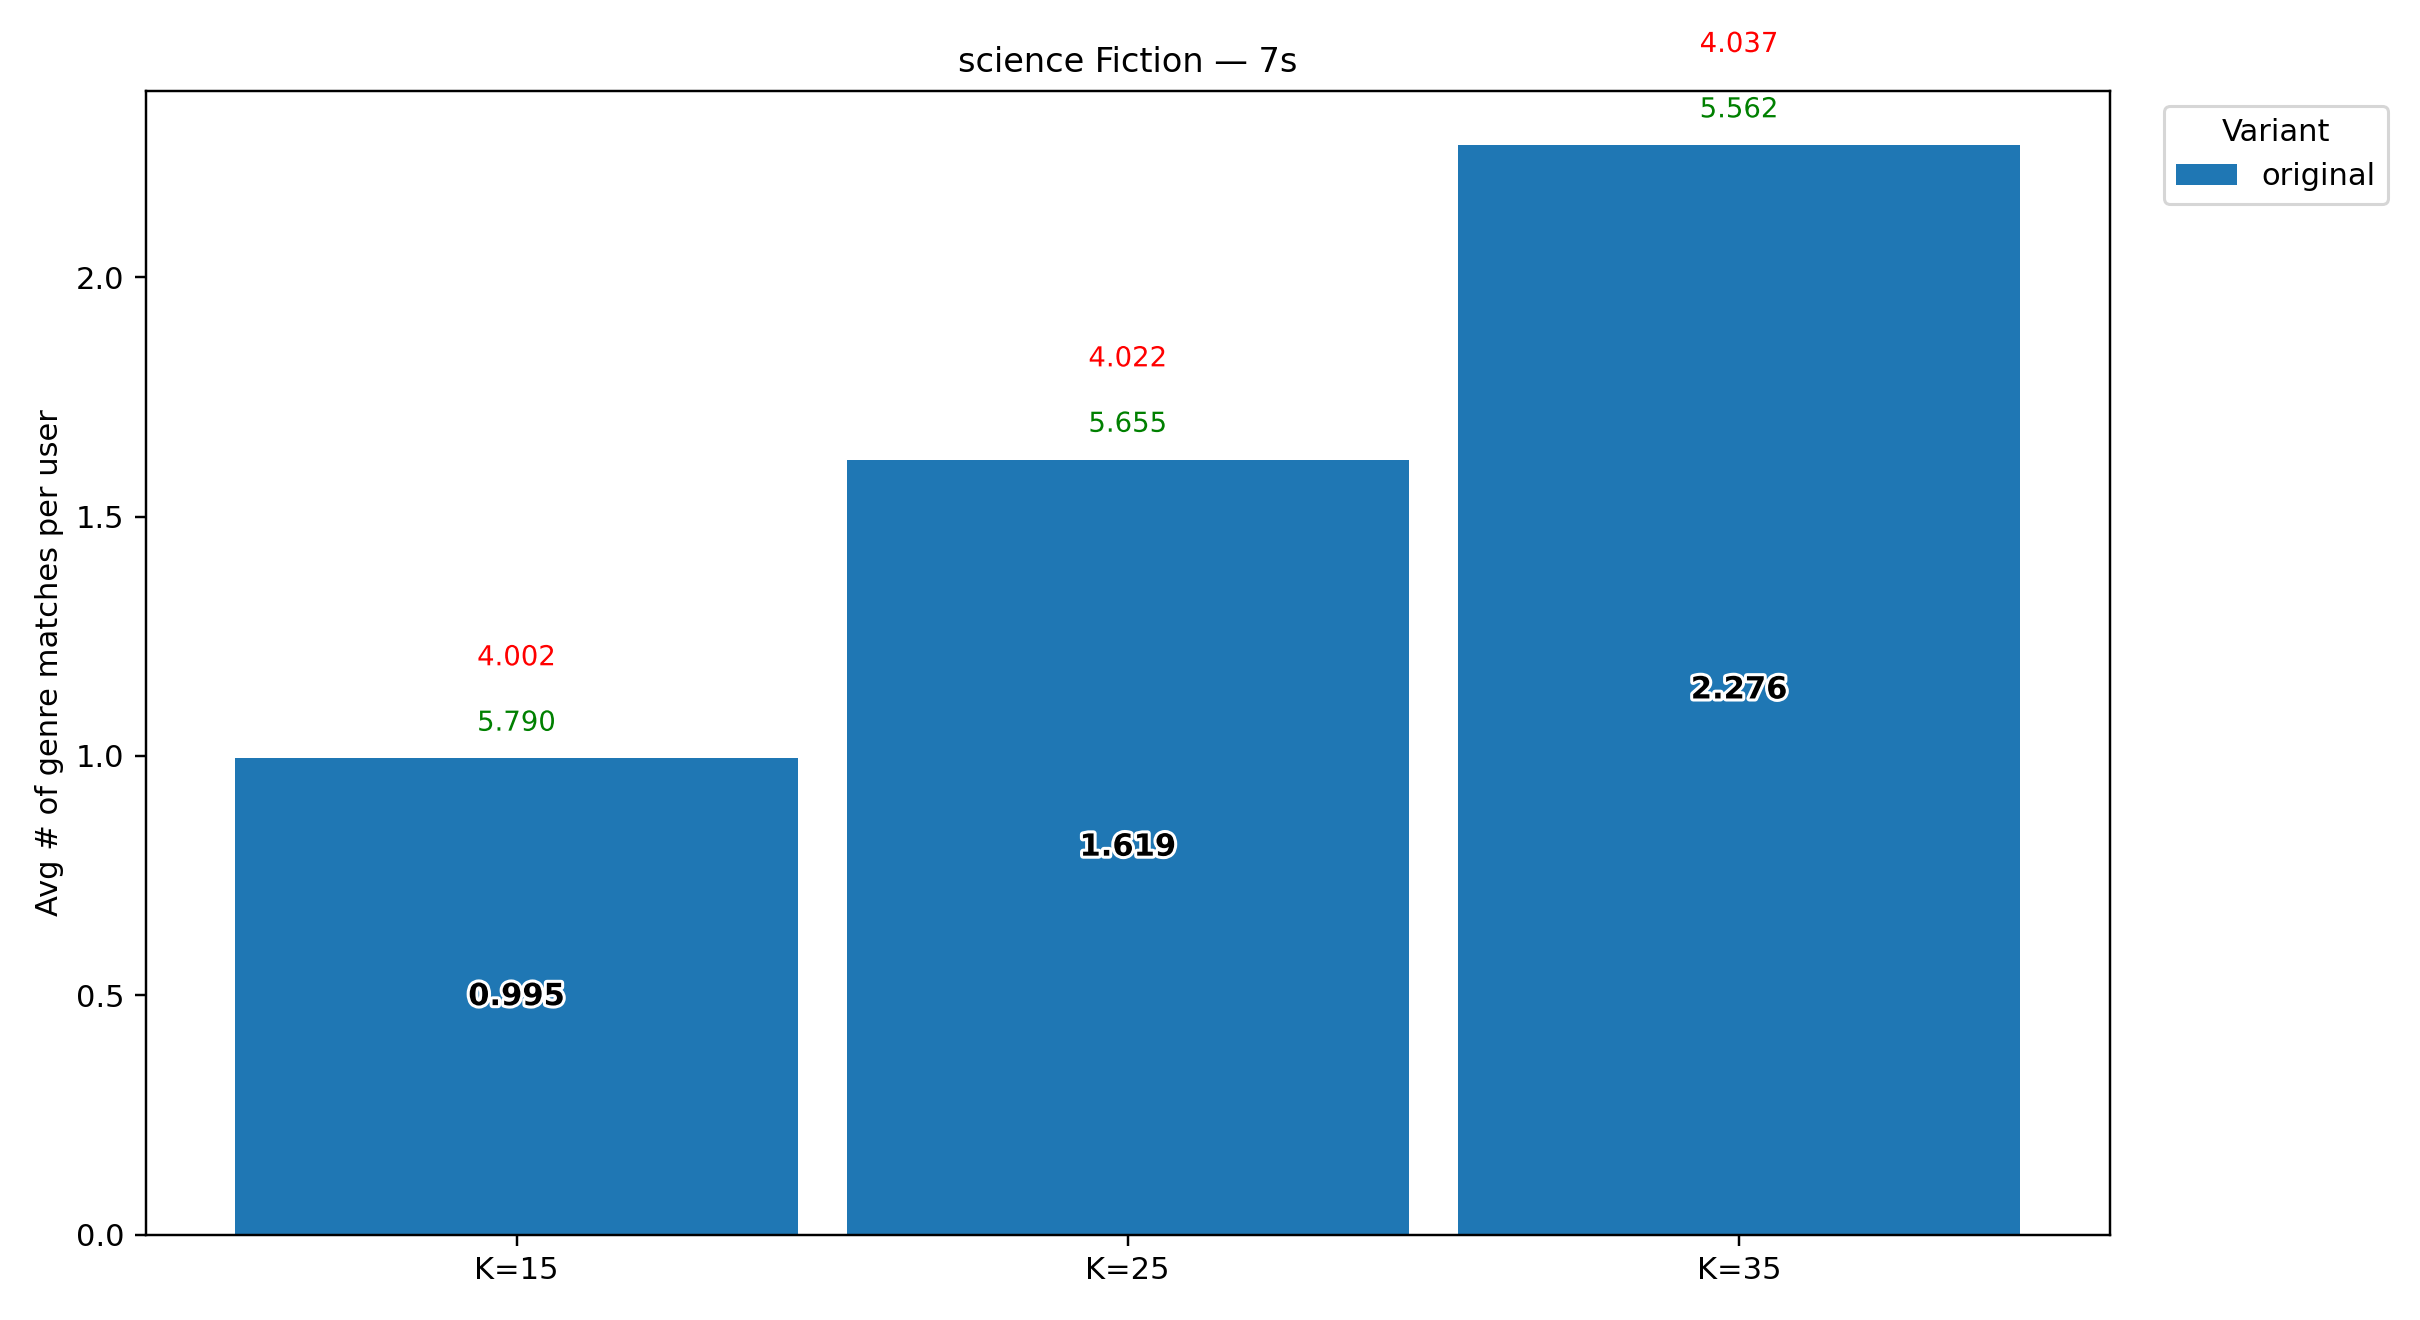 science Fiction — 7s
4.037
5.562
Variant
original
4.022
5.655
4.002
5.790
2.276
1.619
0.995
Avg # of genre matches per user
2.0
1.5
1.0
0.5
0.0
K=15
K=25
K=35